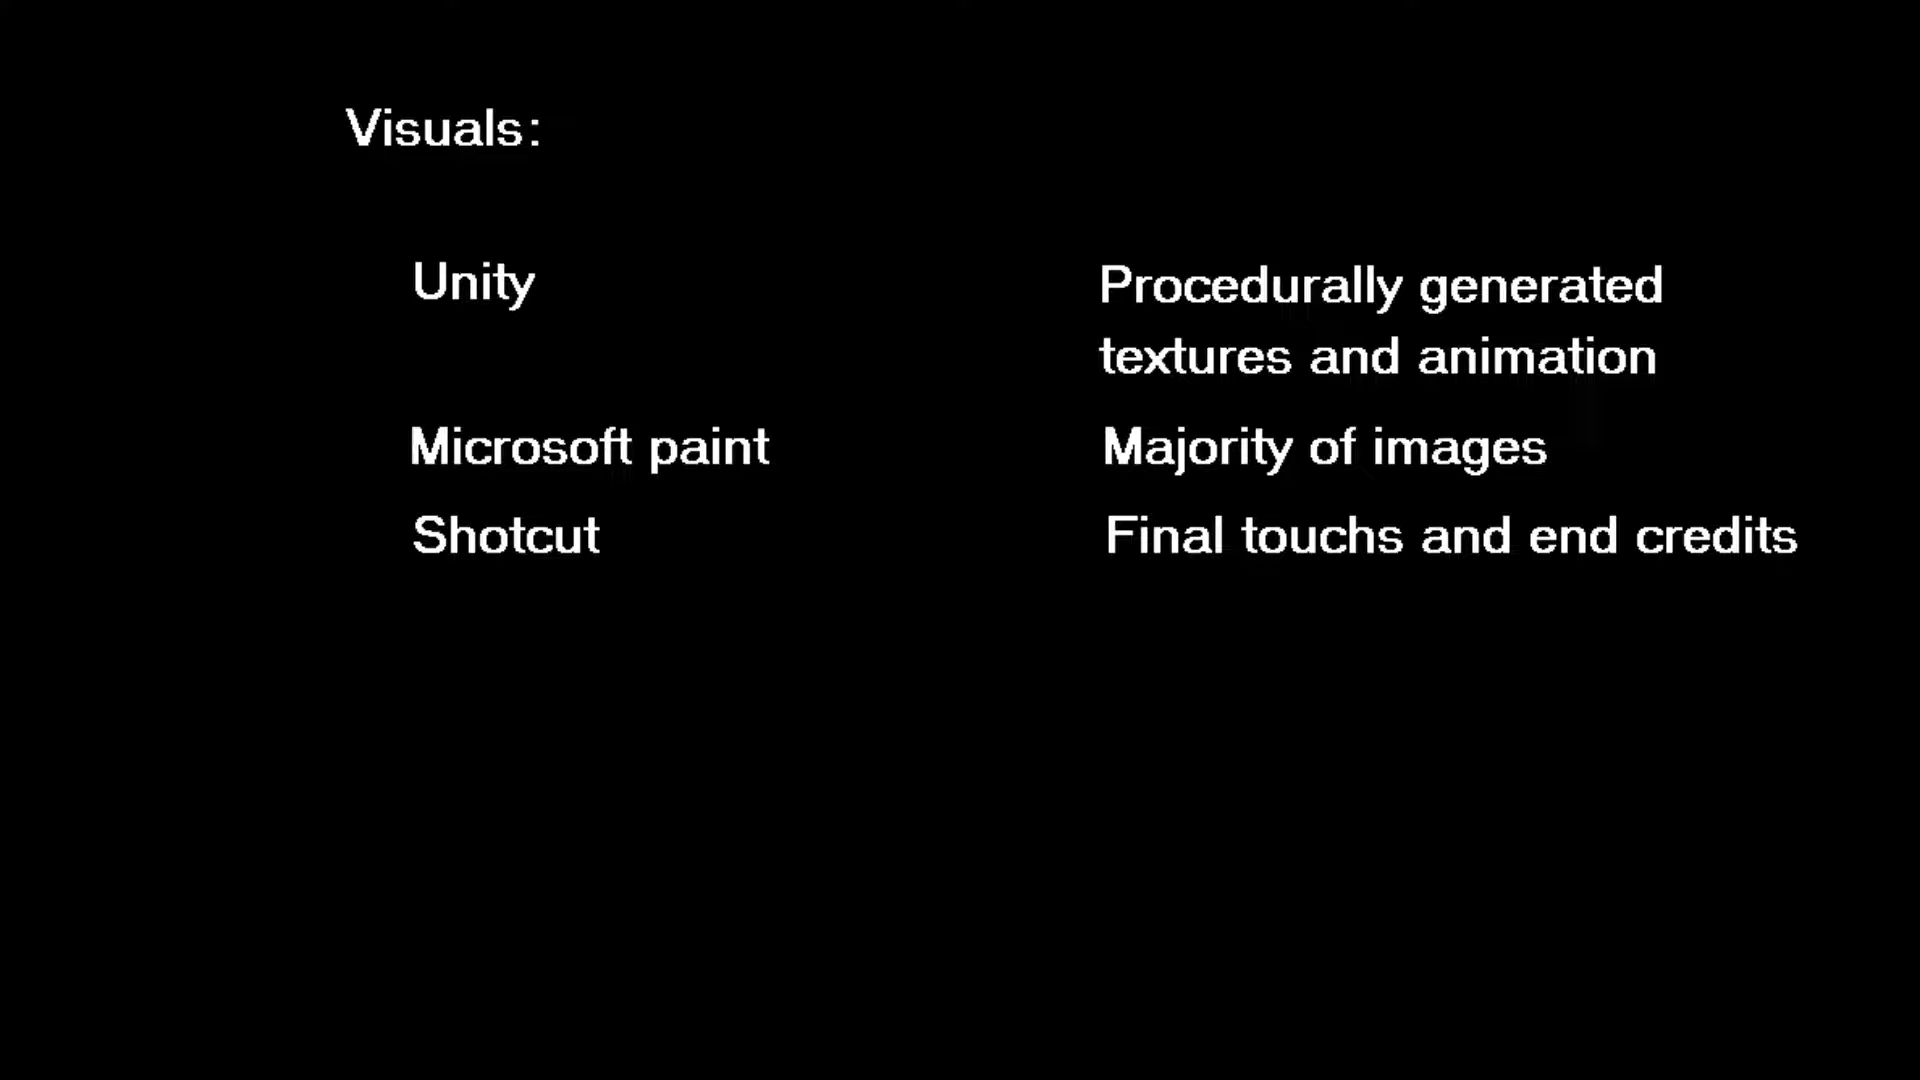 Visuals:
Unity
Procedurally generated
textures and animation
Microsoft paint
Majority of images
Shotcut
Final touchs and end credits